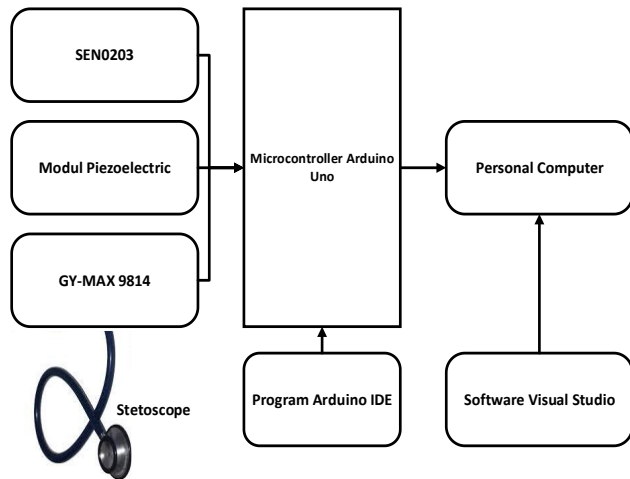 SEN0203
Modul Piezoelectric
GY-MAX 9814
Stetoscope
Microcontroller Arduino
Uno
Program Arduino IDE
Personal Computer
Software Visual Studio